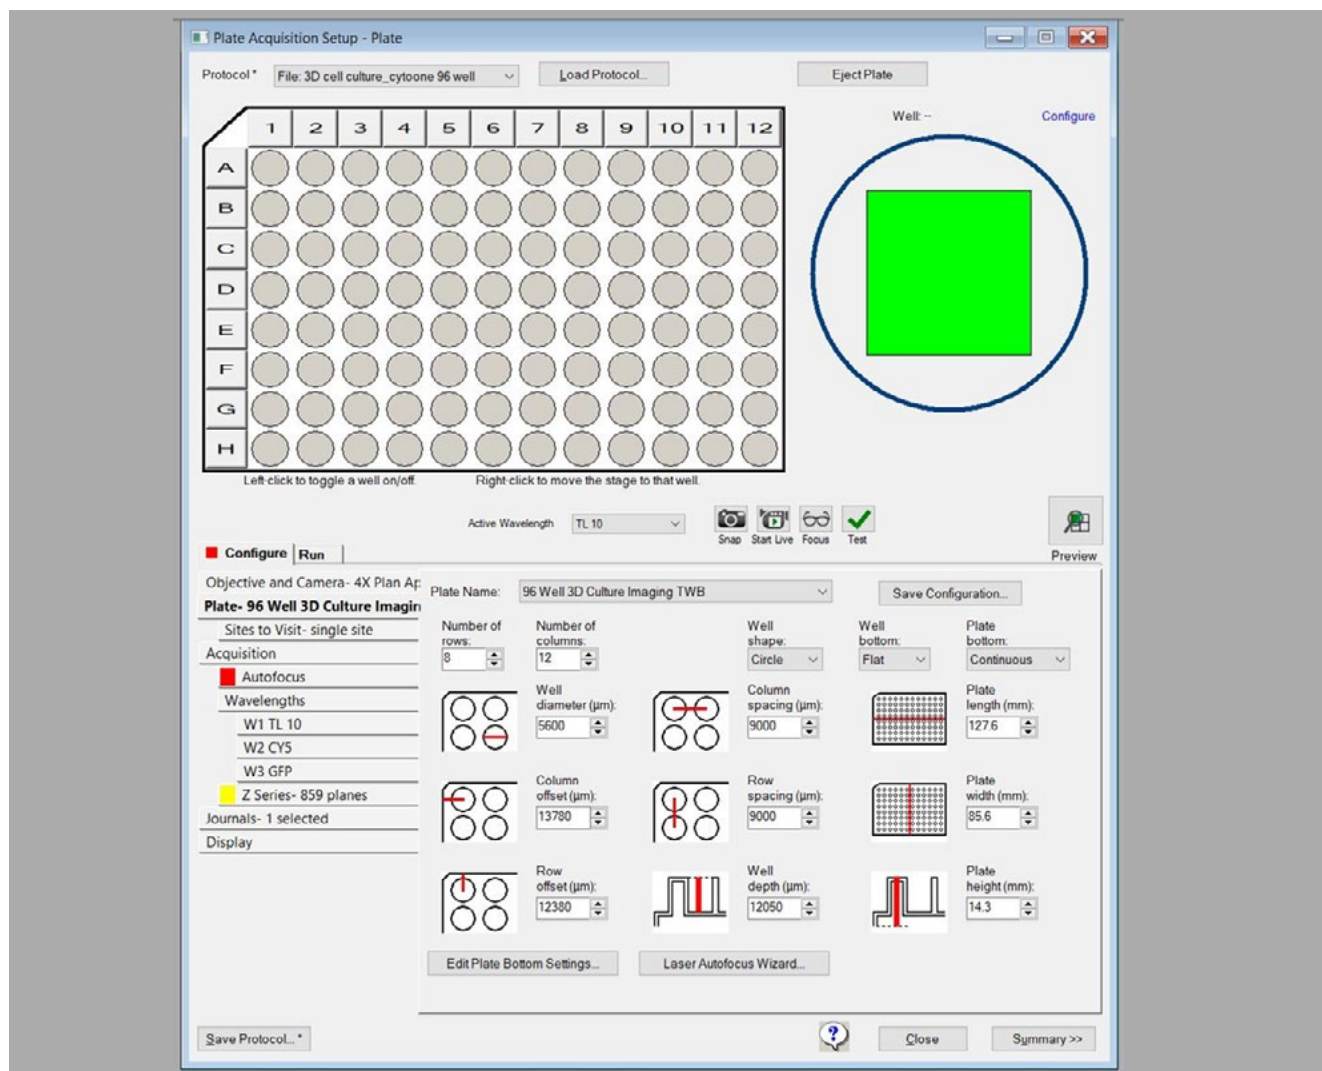 Plate Acquisition Setup - Plate
Protocol * File: 3D cell culture_cytoone 96 well Load Protocol... Eject Plate
Well: -- Configure
1 2 3 4 5 6 7 8 9 10 11 12
A
B
C
D
E
F
G
H
Left-click to toggle a well on/off. Right-click to move the stage to that well.
Active Wavelength TL 10
Snap Start Live Focus Test
Preview
Configure Run
Objective and Camera- 4X Plan Ap
Plate- 96 Well 3D Culture Imagin
Sites to Visit- single site
Acquisition
Autofocus
Wavelengths
W1 TL 10
W2 CY5
W3 GFP
Z Series- 859 planes
Journals- 1 selected
Display
Plate Name: 96 Well 3D Culture Imaging TWB Save Configuration...
Number of rows: 8
Number of columns: 12
Well shape: Circle
Well bottom: Flat
Plate bottom: Continuous
Well diameter (µm): 5600
Column spacing (µm): 9000
Plate length (mm): 127.6
Column offset (µm): 13780
Row spacing (µm): 9000
Plate width (mm): 85.6
Row offset (µm): 12380
Well depth (µm): 12050
Plate height (mm): 14.3
Edit Plate Bottom Settings... Laser Autofocus Wizard...
Save Protocol... * ? Close Summary >>